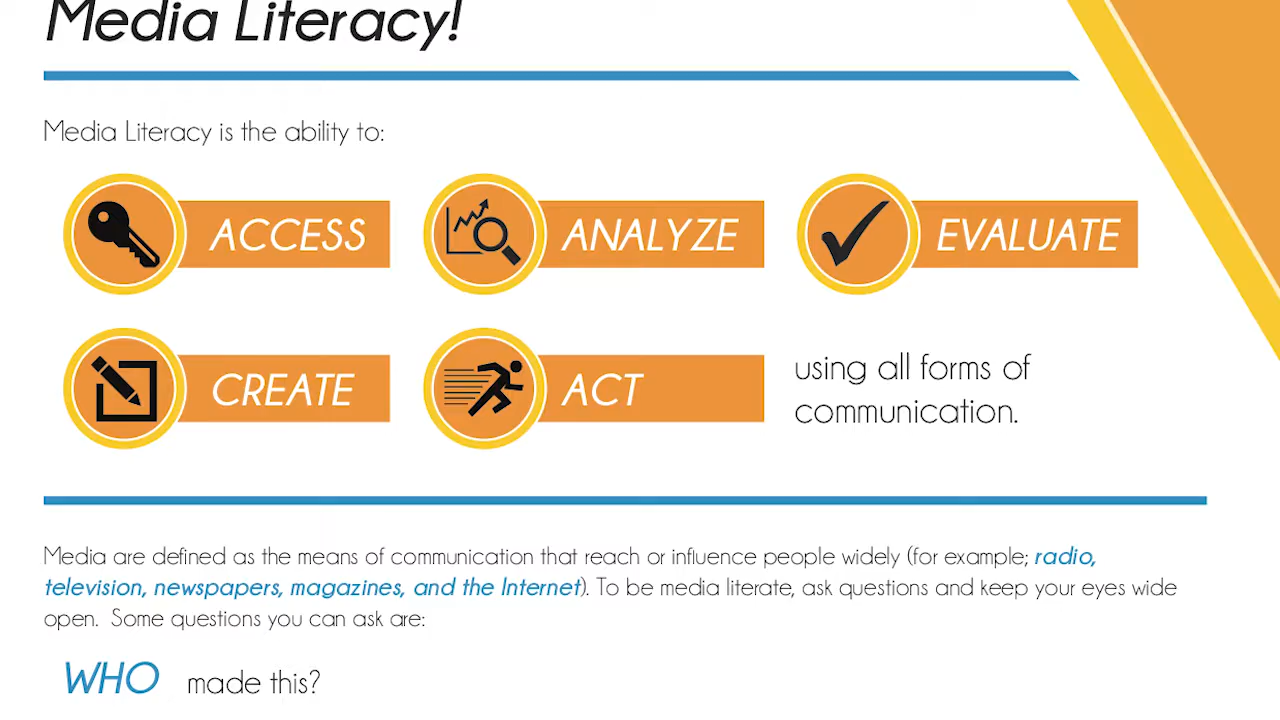 Media Literacy!
Media Literacy is the ability to:
ACCESS
ANALYZE
EVALUATE
CREATE
ACT
using all forms of
communication.
Media are defined as the means of communication that reach or influence people widely (for example; radio,
television, newspapers, magazines, and the Internet). To be media literate, ask questions and keep your eyes wide
open. Some questions you can ask are:
WHO made this?